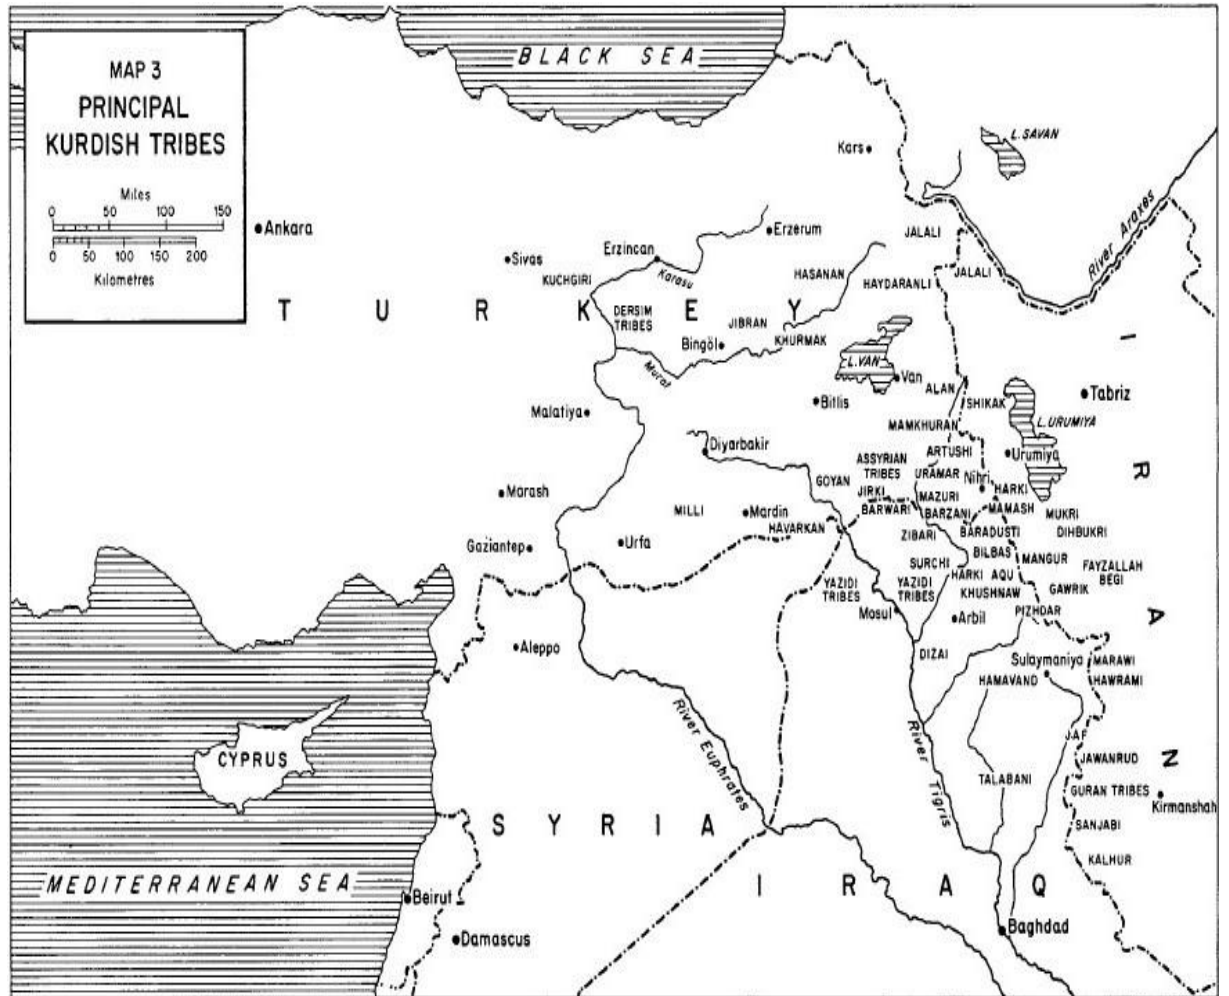 MAP 3
PRINCIPAL
KURDISH TRIBES
Miles
0 50 100 150
0 50 100 150 200
Kilometres
BLACK SEA
L. SAVAN
Kars
River Araxes
Ankara
Sivas
Erzincan
Erzerum
Karasu
JALALI
JALALI
KUCHGIRI
HASANAN
HAYDARANLI
TURKEY
DERSIM
TRIBES
JIBRAN
KHURMAK
Bingöl
Murat
L. VAN
Van
Bitlis
ALAN
SHIKAK
Tabriz
L. URUMIYA
IRAN
Malatiya
MAMKHURAN
Diyarbakir
ARTUSHI
Urumiya
ASSYRIAN
TRIBES
GOYAN
URAMAR
Nihri
JIRKI
HARKI
Marash
MAZURI
MAMASH
MILLI
Mardin
BARWARI
BARZANI
MUKRI
HAVARKAN
ZIBARI
BARADUSTI
DIHBUKRI
Gaziantep
Urfa
BILBAS
MANGUR
SURCHI
FAYZALLAH
BEGI
HARKI
AQU
YAZIDI
TRIBES
YAZIDI
TRIBES
KHUSHNAW
GAWRIK
Mosul
Arbil
PIZHDAR
Aleppo
DIZAI
Sulaymaniya
MARAWI
HAMAVAND
HAWRAMI
River Euphrates
River Tigris
JAF
CYPRUS
JAWANRUD
TALABANI
GURAN TRIBES
Kirmanshah
SYRIA
SANJABI
KALHUR
MEDITERRANEAN SEA
IRAQ
Beirut
Baghdad
Damascus